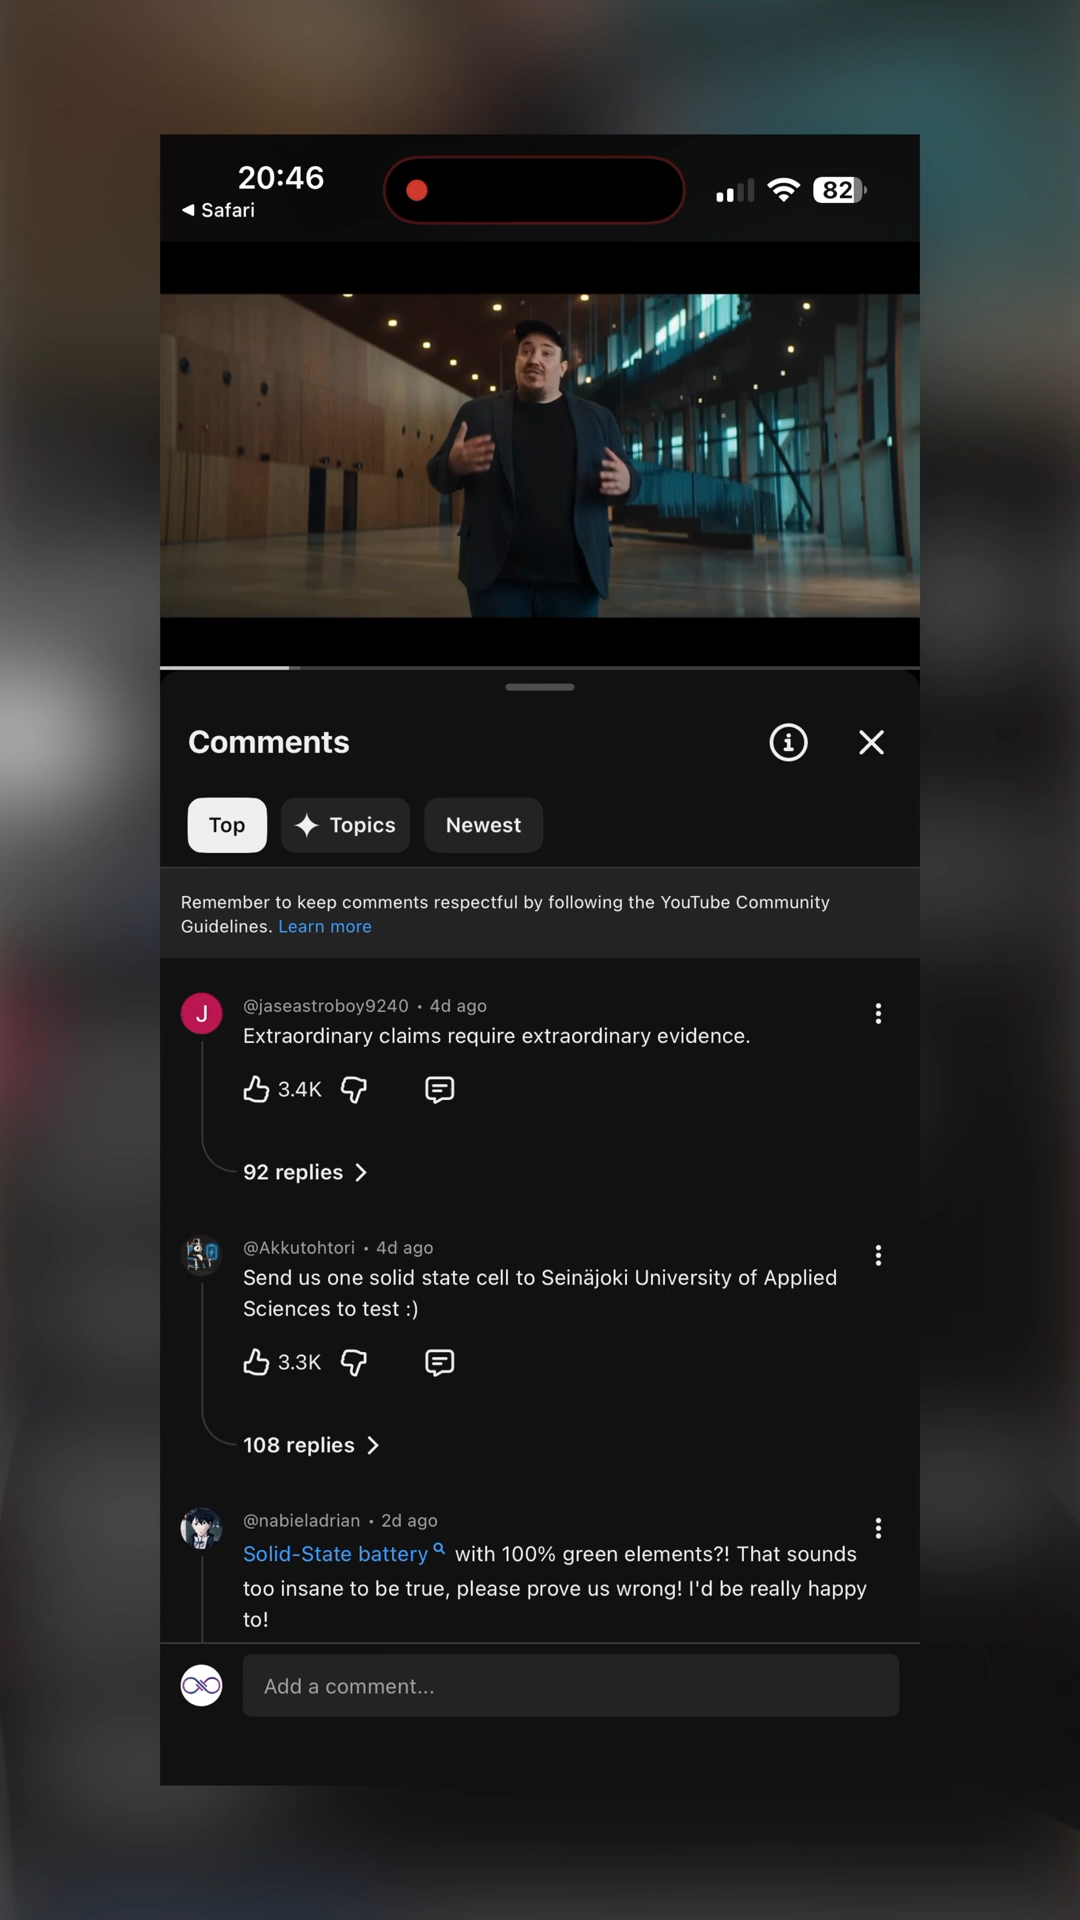 20:46
82
◀ Safari
Comments
Top
Topics
Newest
Remember to keep comments respectful by following the YouTube Community
Guidelines. Learn more
J
@jaseastroboy9240 • 4d ago
Extraordinary claims require extraordinary evidence.
3.4K
92 replies
@Akkutohtori • 4d ago
Send us one solid state cell to Seinäjoki University of Applied
Sciences to test :)
3.3K
108 replies
@nabieladrian • 2d ago
Solid-State battery with 100% green elements?! That sounds
too insane to be true, please prove us wrong! I'd be really happy
to!
Add a comment...